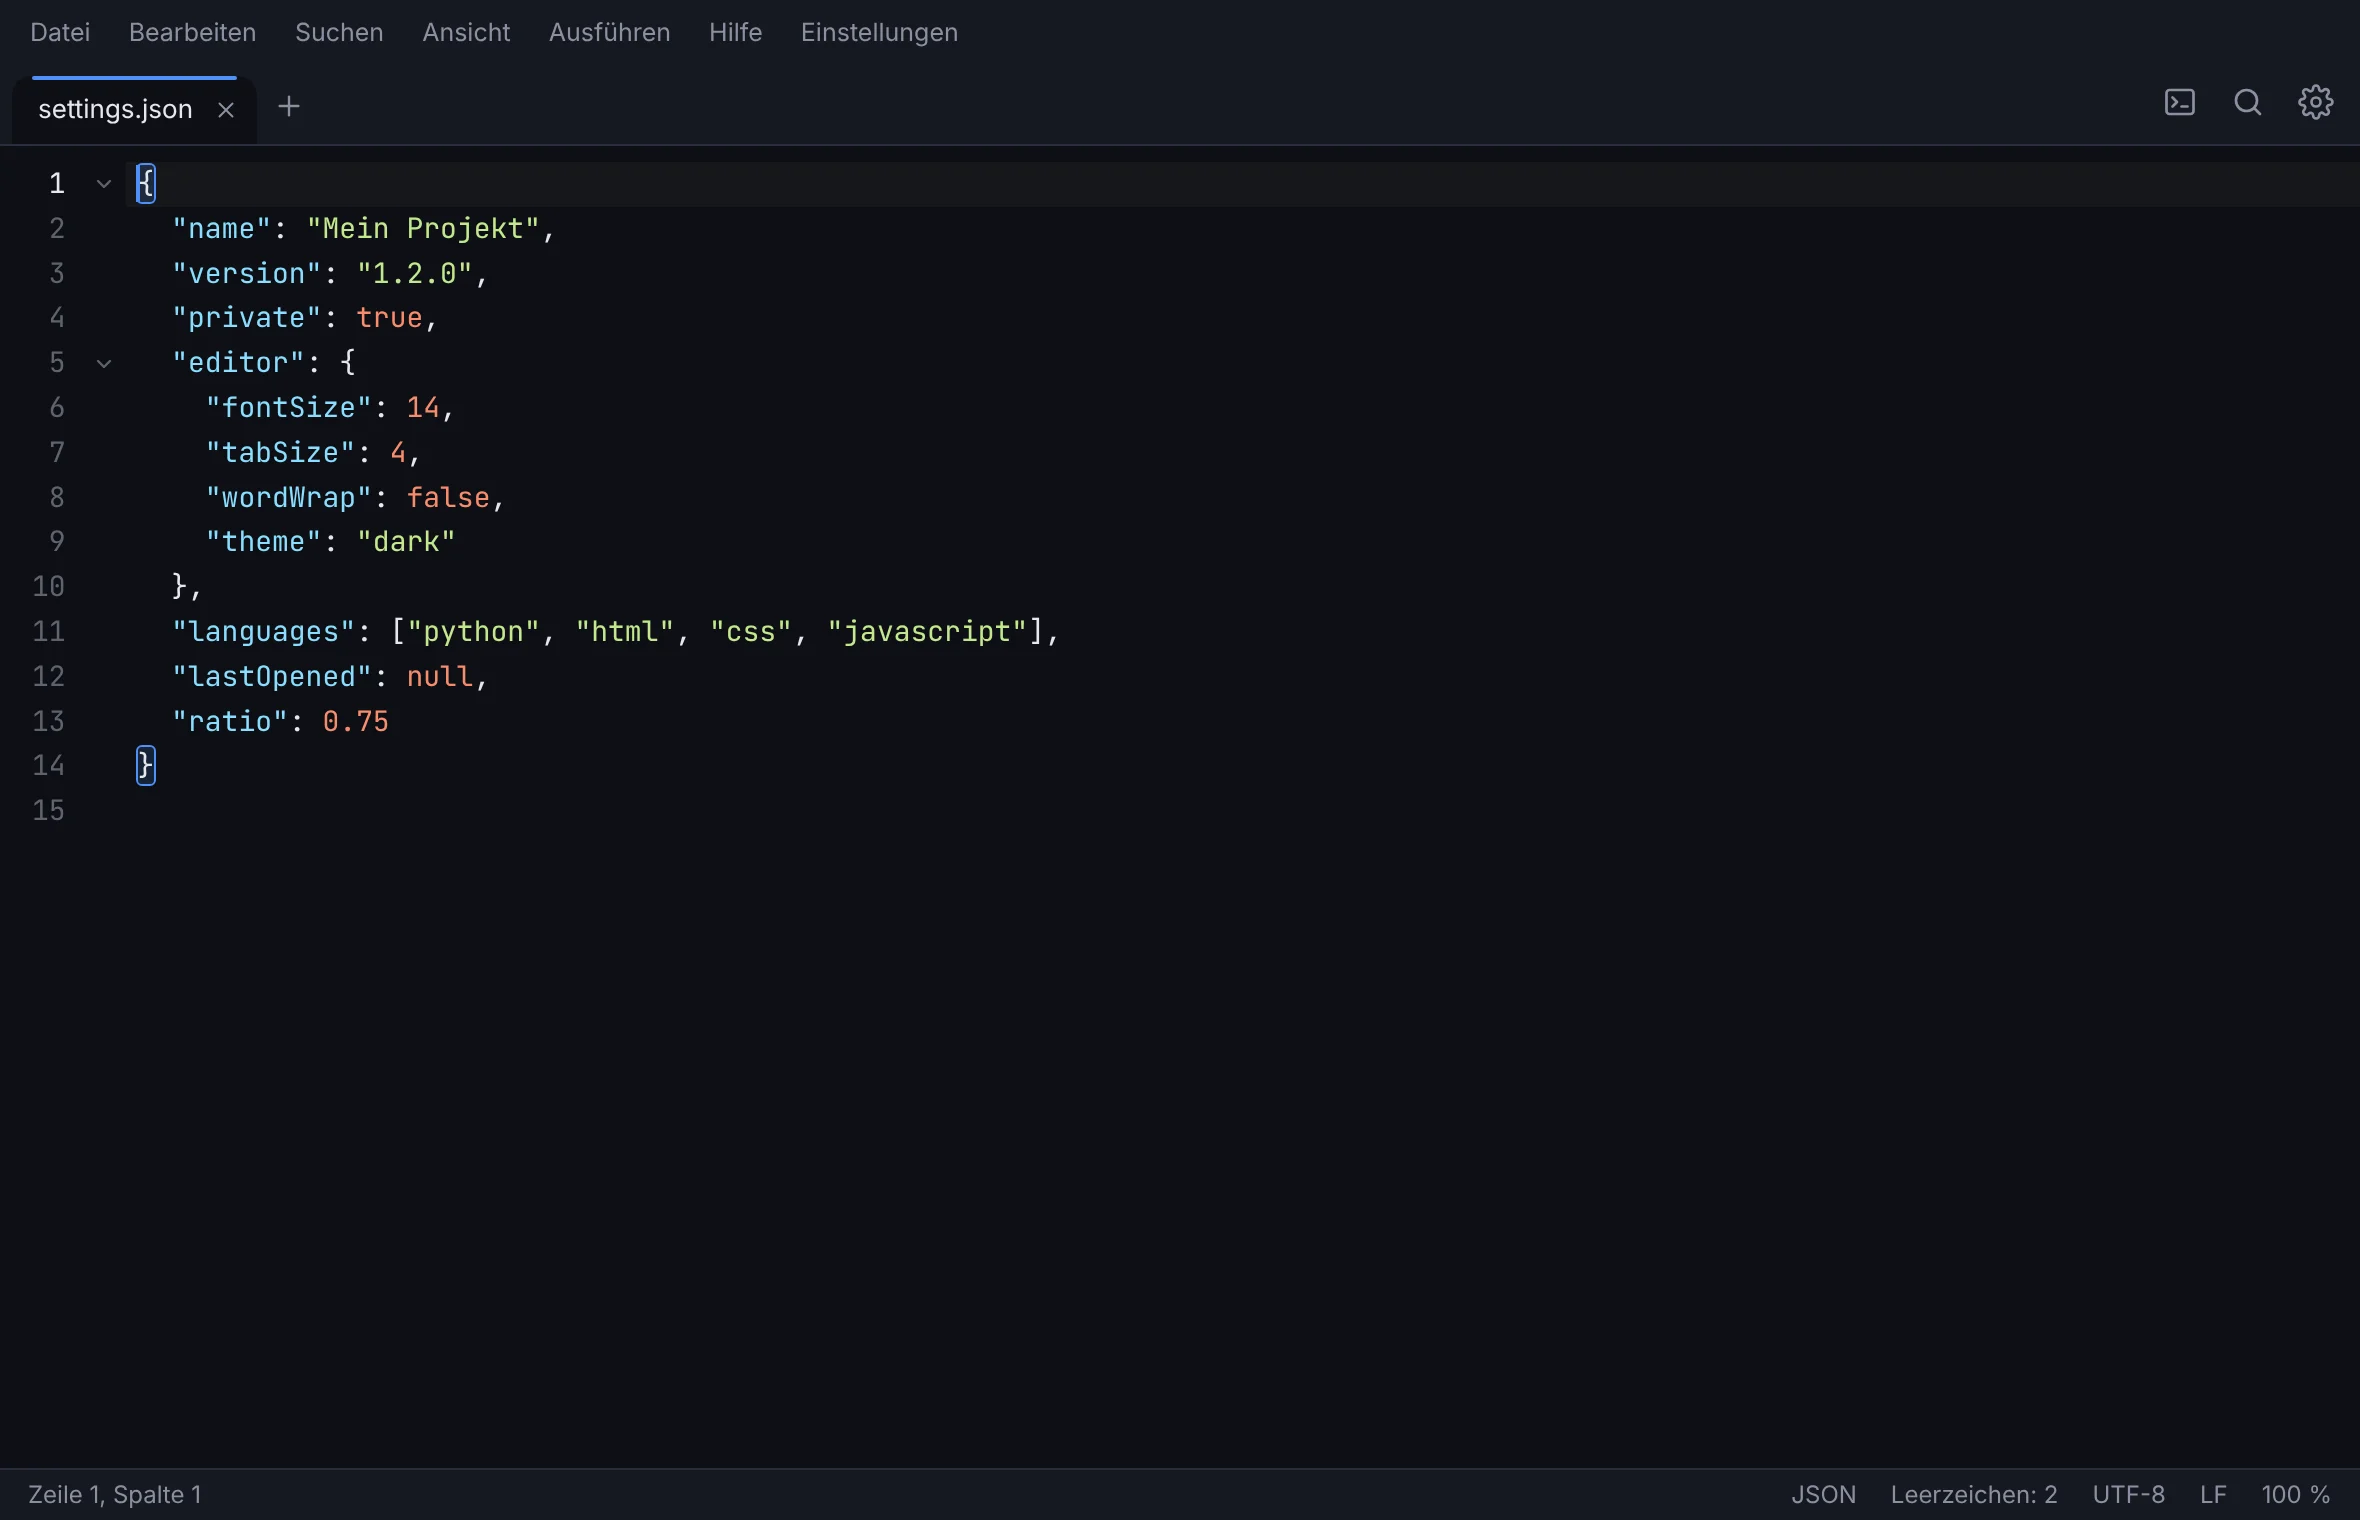 Datei Bearbeiten Suchen Ansicht Ausführen Hilfe Einstellungen
settings.json
1 {
2   "name": "Mein Projekt",
3   "version": "1.2.0",
4   "private": true,
5   "editor": {
6     "fontSize": 14,
7     "tabSize": 4,
8     "wordWrap": false,
9     "theme": "dark"
10   },
11   "languages": ["python", "html", "css", "javascript"],
12   "lastOpened": null,
13   "ratio": 0.75
14 }
15
Zeile 1, Spalte 1 JSON Leerzeichen: 2 UTF-8 LF 100 %